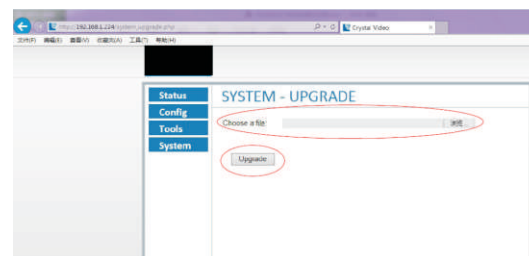 http://192.168.1.224/system_upgrade.php
Crystal Video
文件(F) 编辑(E) 查看(V) 收藏夹(A) 工具(T) 帮助(H)
Status
Config
Tools
System
SYSTEM - UPGRADE
Choose a file
浏览...
Upgrade